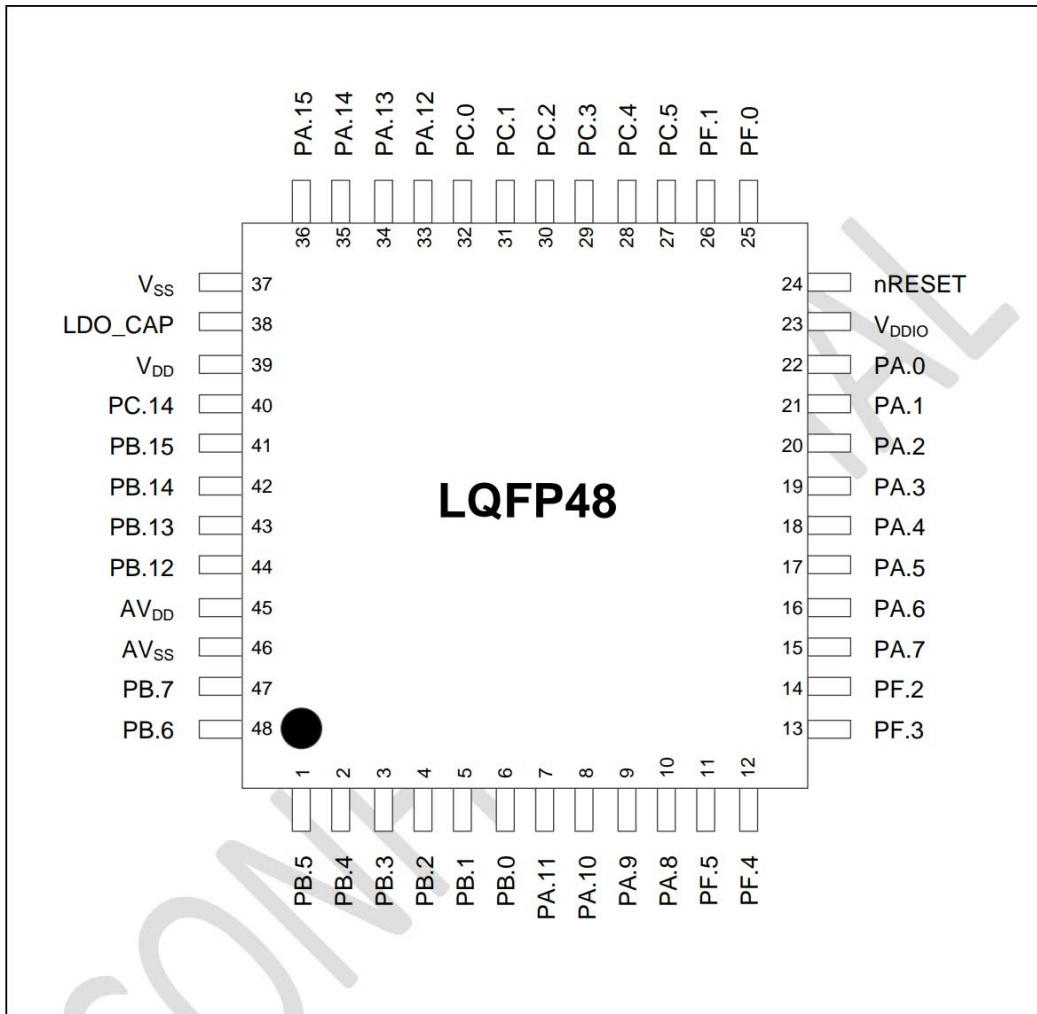 PA.15
PA.14
PA.13
PA.12
PC.0
PC.1
PC.2
PC.3
PC.4
PC.5
PF.1
PF.0
36
35
34
33
32
31
30
29
28
27
26
25
VSS 37
LDO_CAP 38
VDD 39
PC.14 40
PB.15 41
PB.14 42
PB.13 43
PB.12 44
AVDD 45
AVSS 46
PB.7 47
PB.6 48
LQFP48
24 nRESET
23 VDDIO
22 PA.0
21 PA.1
20 PA.2
19 PA.3
18 PA.4
17 PA.5
16 PA.6
15 PA.7
14 PF.2
13 PF.3
1
2
3
4
5
6
7
8
9
10
11
12
PB.5
PB.4
PB.3
PB.2
PB.1
PB.0
PA.11
PA.10
PA.9
PA.8
PF.5
PF.4